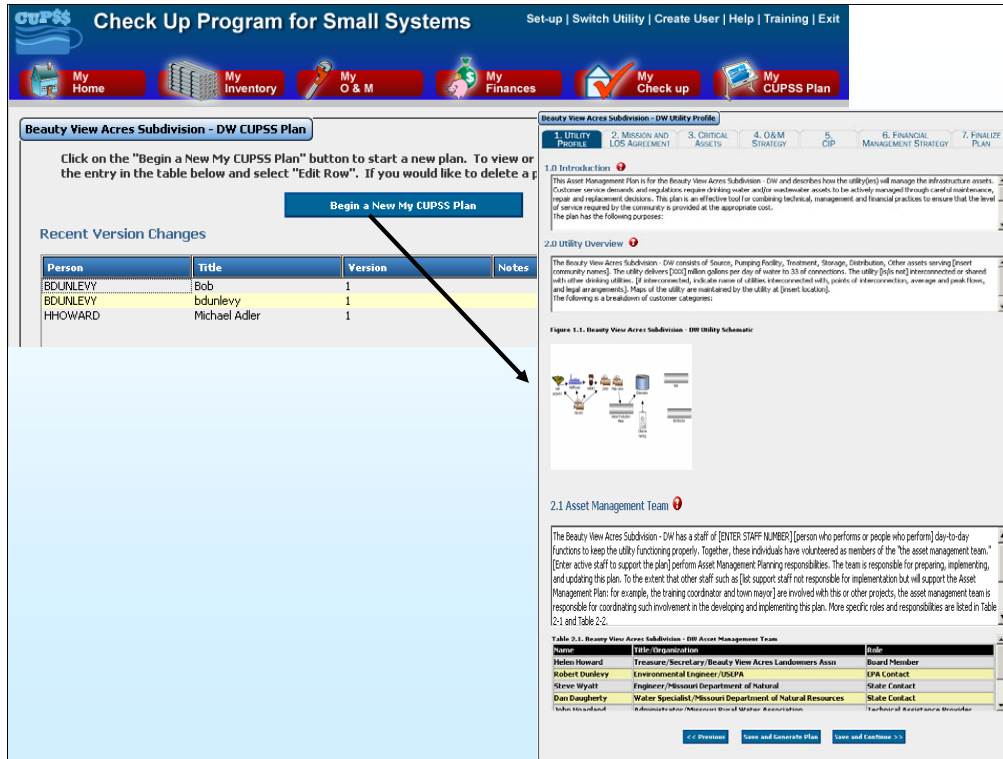 CUP$$
Check Up Program for Small Systems
Set-up | Switch Utility | Create User | Help | Training | Exit
My Home
My Inventory
My O & M
My Finances
My Check up
My CUPSS Plan
Beauty View Acres Subdivision - DW CUPSS Plan
Click on the "Begin a New My CUPSS Plan" button to start a new plan. To view or
the entry in the table below and select "Edit Row". If you would like to delete a p
Begin a New My CUPSS Plan
Recent Version Changes
Person Title Version Notes
BDUNLEVY Bob 1
BDUNLEVY bdunlevy 1
HHOWARD Michael Adler 1
Beauty View Acres Subdivision - DW Utility Profile
1. UTILITY PROFILE
2. MISSION AND LOS AGREEMENT
3. CRITICAL ASSETS
4. O&M STRATEGY
5. CIP
6. FINANCIAL MANAGEMENT STRATEGY
7. FINALIZE PLAN
1.0 Introduction
This Asset Management Plan is for the Beauty View Acres Subdivision - DW and describes how the utility(ies) will manage the infrastructure assets.
Customer service demands and regulations require drinking water and/or wastewater assets to be actively managed through careful maintenance,
repair and replacement decisions. This plan is an effective tool for combining technical, management and financial practices to ensure that the level
of service required by the community is provided at the appropriate cost.
The plan has the following purposes:
2.0 Utility Overview
The Beauty View Acres Subdivision - DW consists of Source, Pumping Facility, Treatment, Storage, Distribution, Other assets serving [insert
community names]. The utility delivers [XXX] million gallons per day of water to 33 of connections. The utility [is/is not] interconnected or shared
with other drinking utilities. [if interconnected, indicate name of utilities interconnected with, points of interconnection, average and peak flows,
and legal arrangements]. Maps of the utility are maintained by the utility at [insert location].
The following is a breakdown of customer categories:
Figure 1.1. Beauty View Acres Subdivision - DW Utility Schematic
2.1 Asset Management Team
The Beauty View Acres Subdivision - DW has a staff of [ENTER STAFF NUMBER] [person who performs or people who perform] day-to-day
functions to keep the utility functioning properly. Together, these individuals have volunteered as members of the "the asset management team."
[Enter active staff to support the plan] perform Asset Management Planning responsibilities. The team is responsible for preparing, implementing,
and updating this plan. To the extent that other staff such as [list support staff not responsible for implementation but will support the Asset
Management Plan: for example, the training coordinator and town mayor] are involved with this or other projects, the asset management team is
responsible for coordinating such involvement in the developing and implementing this plan. More specific roles and responsibilities are listed in Table
2-1 and Table 2-2.
Table 2.1. Beauty View Acres Subdivision - DW Asset Management Team
Name Title/Organization Role
Helen Howard Treasure/Secretary/Beauty View Acres Landowners Assn Board Member
Robert Dunlevy Environmental Engineer/USEPA EPA Contact
Steve Wyatt Engineer/Missouri Department of Natural State Contact
Dan Daugherty Water Specialist/Missouri Department of Natural Resources State Contact
John Hoagland Administrator/Missouri Rural Water Association Technical Assistance Provider
<< Previous
Save and Generate Plan
Save and Continue >>